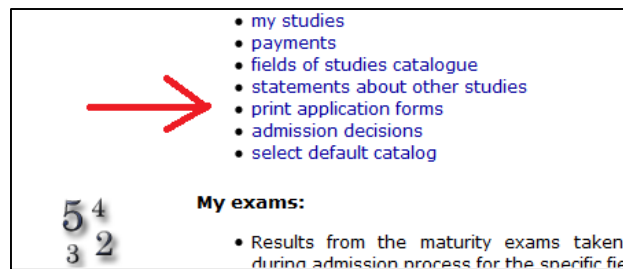 my studies
payments
fields of studies catalogue
statements about other studies
print application forms
admission decisions
select default catalog
5 4
3 2
My exams:
Results from the maturity exams taken
during admission process for the specific fie